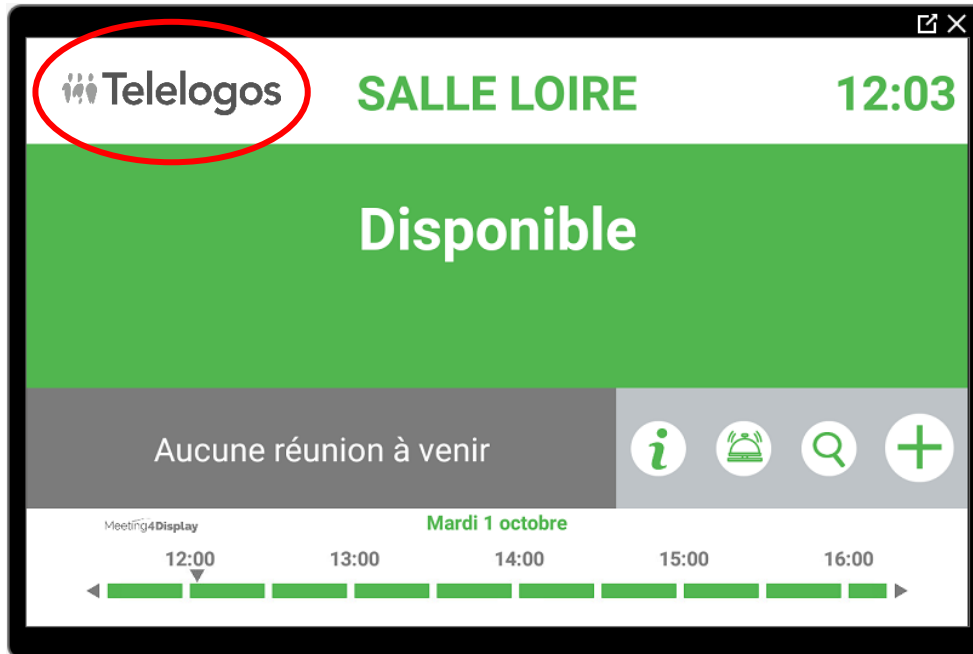 Telelogos
SALLE LOIRE
12:03
Disponible
Aucune réunion à venir
Meeting4Display
Mardi 1 octobre
12:00 13:00 14:00 15:00 16:00